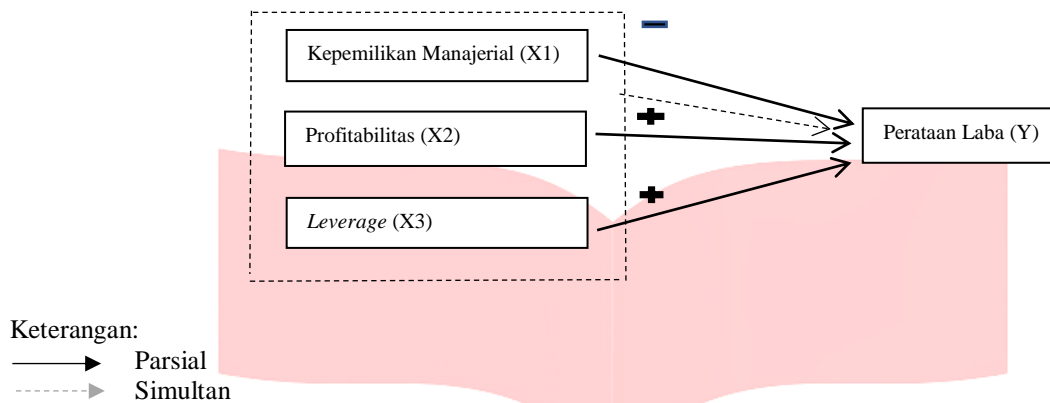 Kepemilikan Manajerial (X1)
Profitabilitas (X2)
Perataan Laba (Y)
Leverage (X3)
Keterangan:
Parsial
Simultan